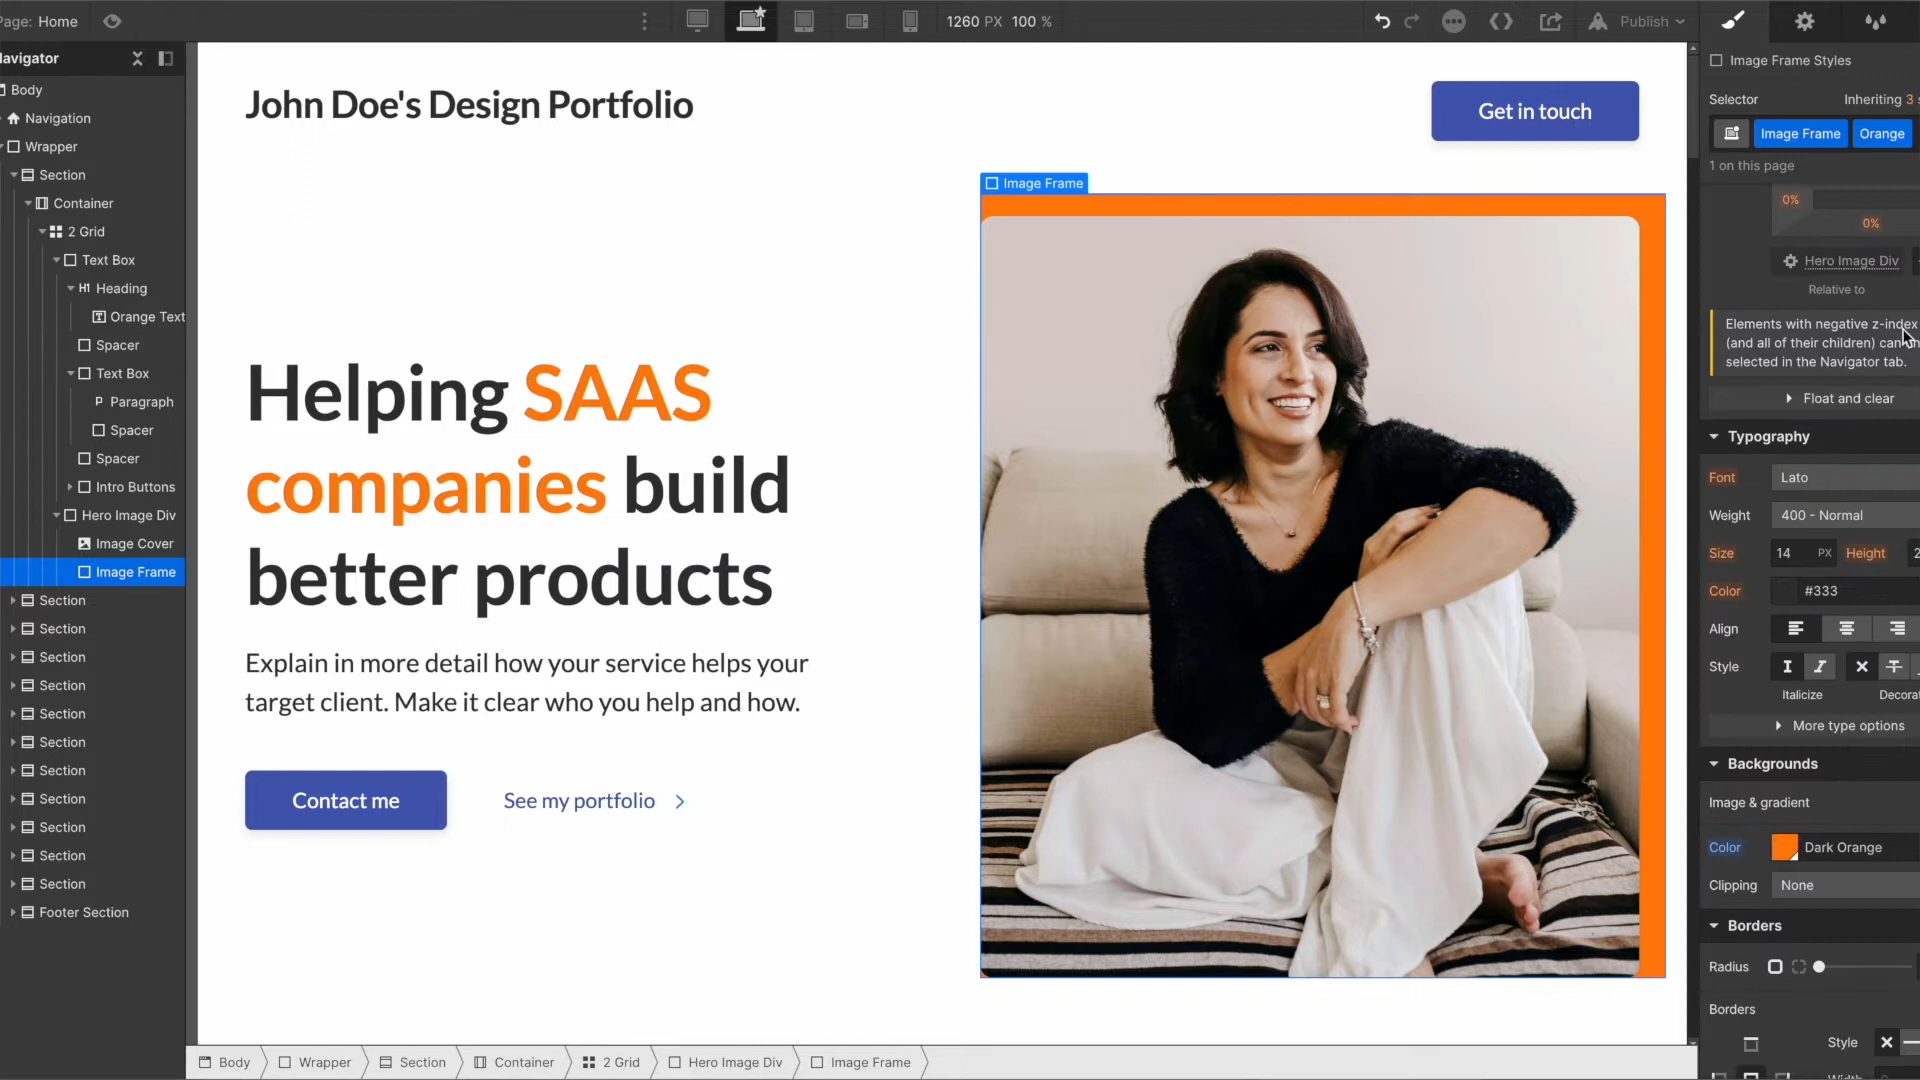 Page: Home
1260 PX 100 %
Publish
Navigator
Body
Navigation
Wrapper
Section
Container
2 Grid
Text Box
H1 Heading
Orange Text
Spacer
Text Box
P Paragraph
Spacer
Spacer
Intro Buttons
Hero Image Div
Image Cover
Image Frame
Section
Section
Section
Section
Section
Section
Section
Section
Section
Section
Section
Footer Section
John Doe's Design Portfolio
Get in touch
Image Frame
Helping SAAS
companies build
better products
Explain in more detail how your service helps your
target client. Make it clear who you help and how.
Contact me
See my portfolio
Body
Wrapper
Section
Container
2 Grid
Hero Image Div
Image Frame
Image Frame Styles
Selector
Inheriting 3 s
Image Frame
Orange
1 on this page
0%
0%
Hero Image Div
Relative to
Elements with negative z-index
(and all of their children) can
selected in the Navigator tab.
Float and clear
Typography
Font
Lato
Weight
400 - Normal
Size
14 PX
Height
2
Color
#333
Align
Style
Italicize
Decorat
More type options
Backgrounds
Image & gradient
Color
Dark Orange
Clipping
None
Borders
Radius
Borders
Style
Width